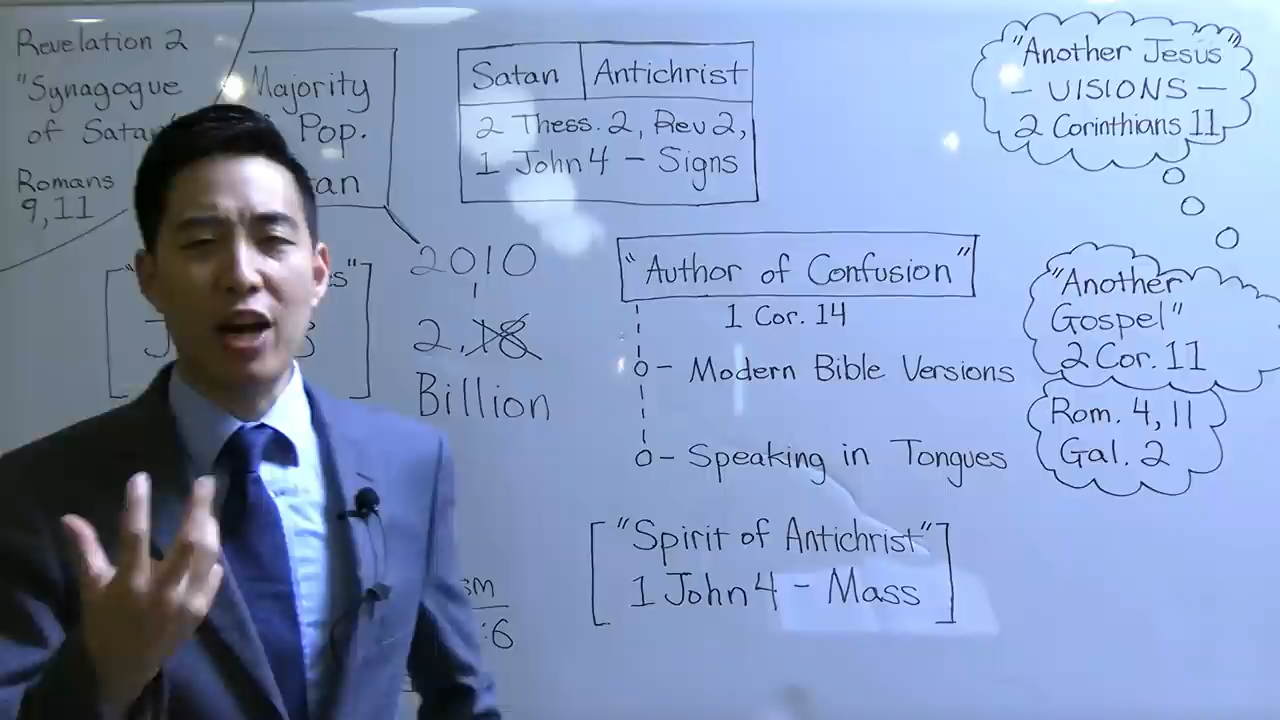 Revelation 2
"Synagogue
of Satan"
Romans
9,11
Majority
Pop.
2010
2.18
Billion
Satan Antichrist
2 Thess. 2, Rev 2,
1 John 4 - Signs
"Author of Confusion"
1 Cor. 14
- Modern Bible Versions
- Speaking in Tongues
"Spirit of Antichrist"
1 John 4 - Mass
"Another Jesus"
- VISIONS -
2 Corinthians 11
"Another
Gospel"
2 Cor. 11
Rom. 4, 11
Gal. 2